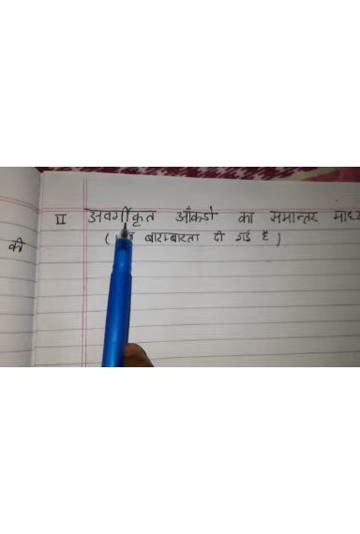 II अवर्गीकृत आँकडो का समान्तर माध्य
( बारम्बारता दी गई है )
की